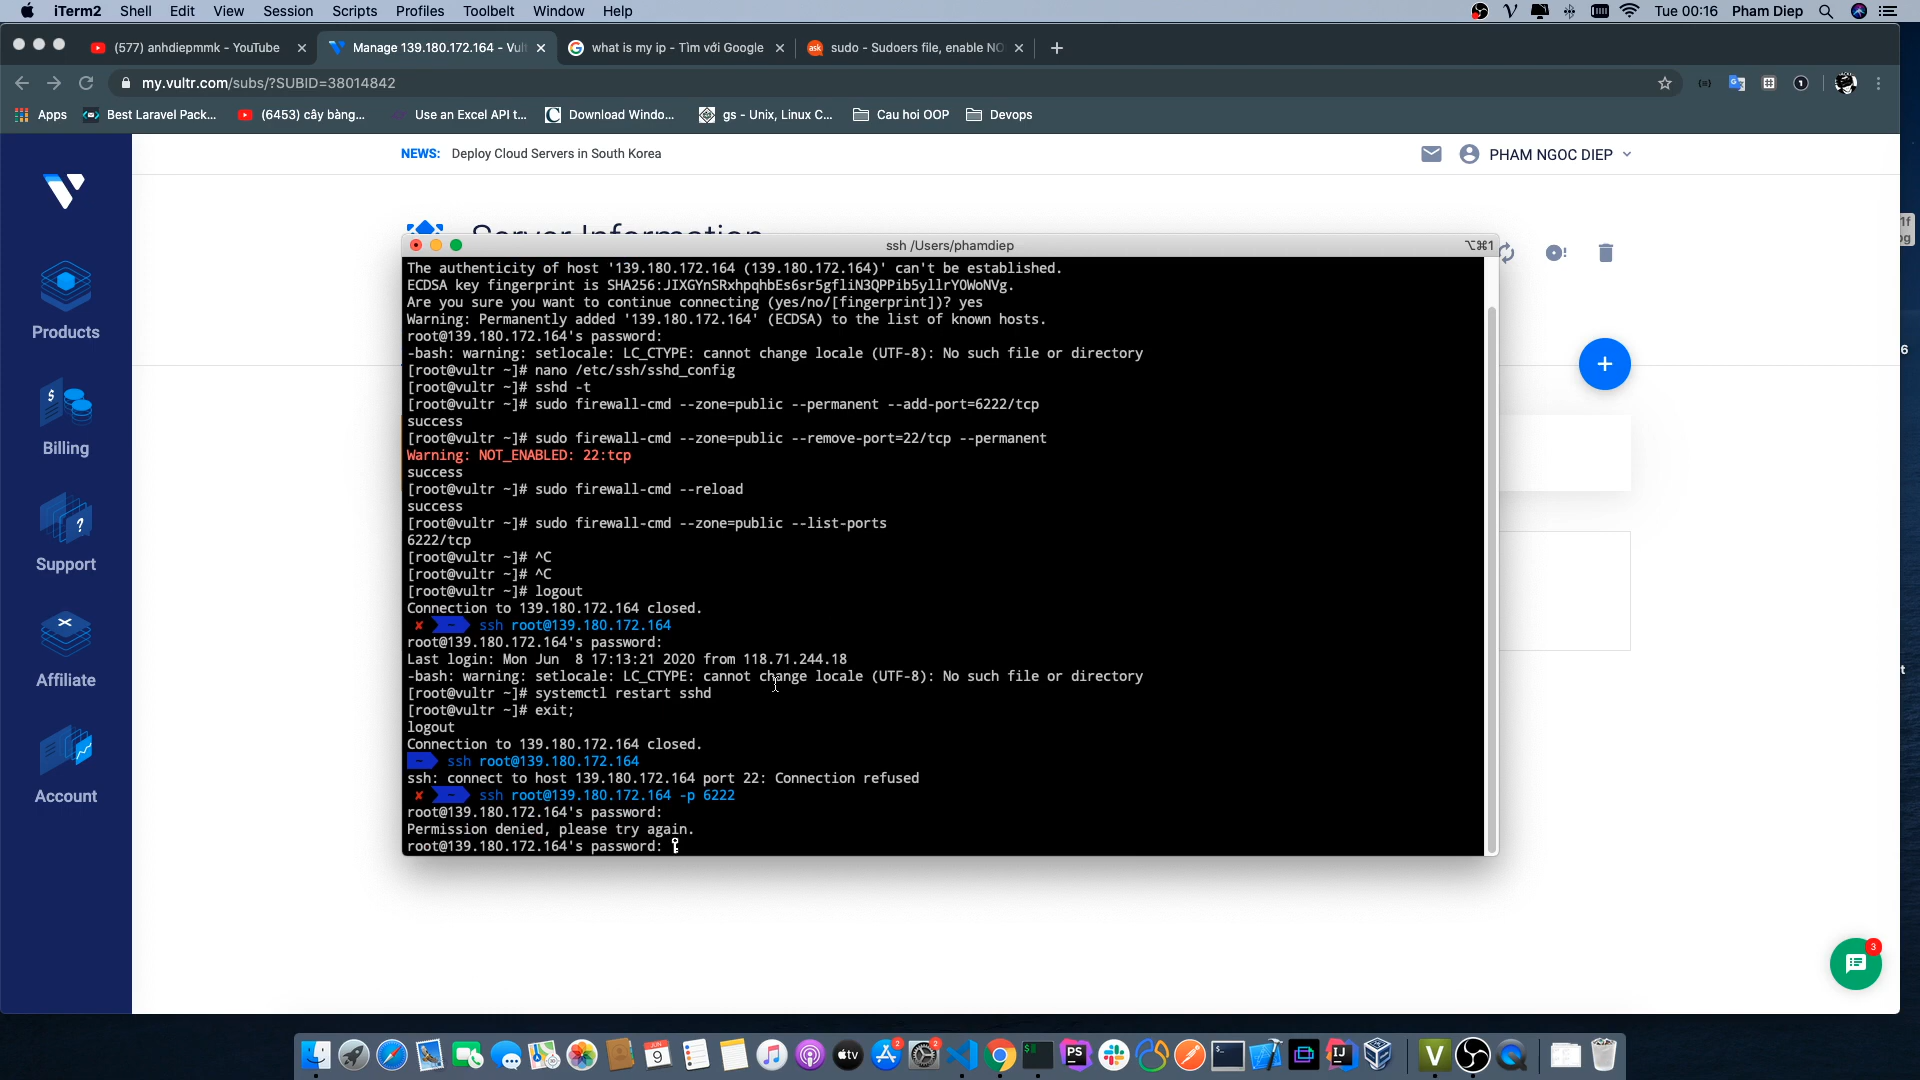 iTerm2 Shell Edit View Session Scripts Profiles Toolbelt Window Help Tue 00:16 Pham Diep
(577) anhdiepmmk - YouTube Manage 139.180.172.164 - Vul what is my ip - Tìm với Google sudo - Sudoers file, enable NO
my.vultr.com/subs/?SUBID=38014842
Apps Best Laravel Pack... (6453) cây bàng... Use an Excel API t... Download Windo... gs - Unix, Linux C... Cau hoi OOP Devops
NEWS: Deploy Cloud Servers in South Korea PHAM NGOC DIEP
Server Information
ssh /Users/phamdiep ⌥⌘1
The authenticity of host '139.180.172.164 (139.180.172.164)' can't be established.
ECDSA key fingerprint is SHA256:JIXGYnSRxhpqhbEs6sr5gfliN3QPPib5yllrY0WoNVg.
Are you sure you want to continue connecting (yes/no/[fingerprint])? yes
Warning: Permanently added '139.180.172.164' (ECDSA) to the list of known hosts.
root@139.180.172.164's password:
-bash: warning: setlocale: LC_CTYPE: cannot change locale (UTF-8): No such file or directory
[root@vultr ~]# nano /etc/ssh/sshd_config
[root@vultr ~]# sshd -t
[root@vultr ~]# sudo firewall-cmd --zone=public --permanent --add-port=6222/tcp
success
[root@vultr ~]# sudo firewall-cmd --zone=public --remove-port=22/tcp --permanent
Warning: NOT_ENABLED: 22:tcp
success
[root@vultr ~]# sudo firewall-cmd --reload
success
[root@vultr ~]# sudo firewall-cmd --zone=public --list-ports
6222/tcp
[root@vultr ~]# ^C
[root@vultr ~]# ^C
[root@vultr ~]# logout
Connection to 139.180.172.164 closed.
✘ ~ ssh root@139.180.172.164
root@139.180.172.164's password:
Last login: Mon Jun  8 17:13:21 2020 from 118.71.244.18
-bash: warning: setlocale: LC_CTYPE: cannot change locale (UTF-8): No such file or directory
[root@vultr ~]# systemctl restart sshd
[root@vultr ~]# exit;
logout
Connection to 139.180.172.164 closed.
~ ssh root@139.180.172.164
ssh: connect to host 139.180.172.164 port 22: Connection refused
✘ ~ ssh root@139.180.172.164 -p 6222
root@139.180.172.164's password:
Permission denied, please try again.
root@139.180.172.164's password:
Products
Billing
Support
Affiliate
Account
3
JUN
9
tv
2
2
PS
IJ
V